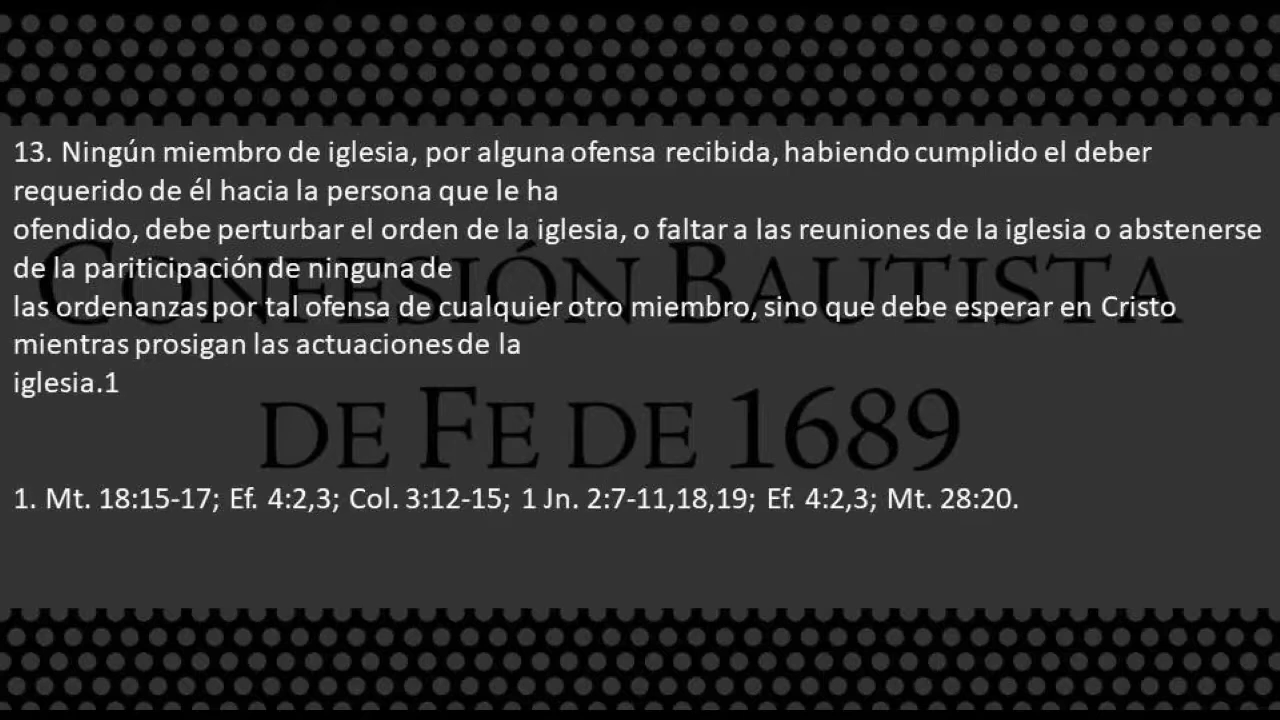 13. Ningún miembro de iglesia, por alguna ofensa recibida, habiendo cumplido el deber
requerido de él hacia la persona que le ha
ofendido, debe perturbar el orden de la iglesia, o faltar a las reuniones de la iglesia o abstenerse
de la pariticipación de ninguna de
las ordenanzas por tal ofensa de cualquier otro miembro, sino que debe esperar en Cristo
mientras prosigan las actuaciones de la
iglesia.1
CONFESIÓN BAUTISTA
DE FE DE 1689
1. Mt. 18:15-17; Ef. 4:2,3; Col. 3:12-15; 1 Jn. 2:7-11,18,19; Ef. 4:2,3; Mt. 28:20.